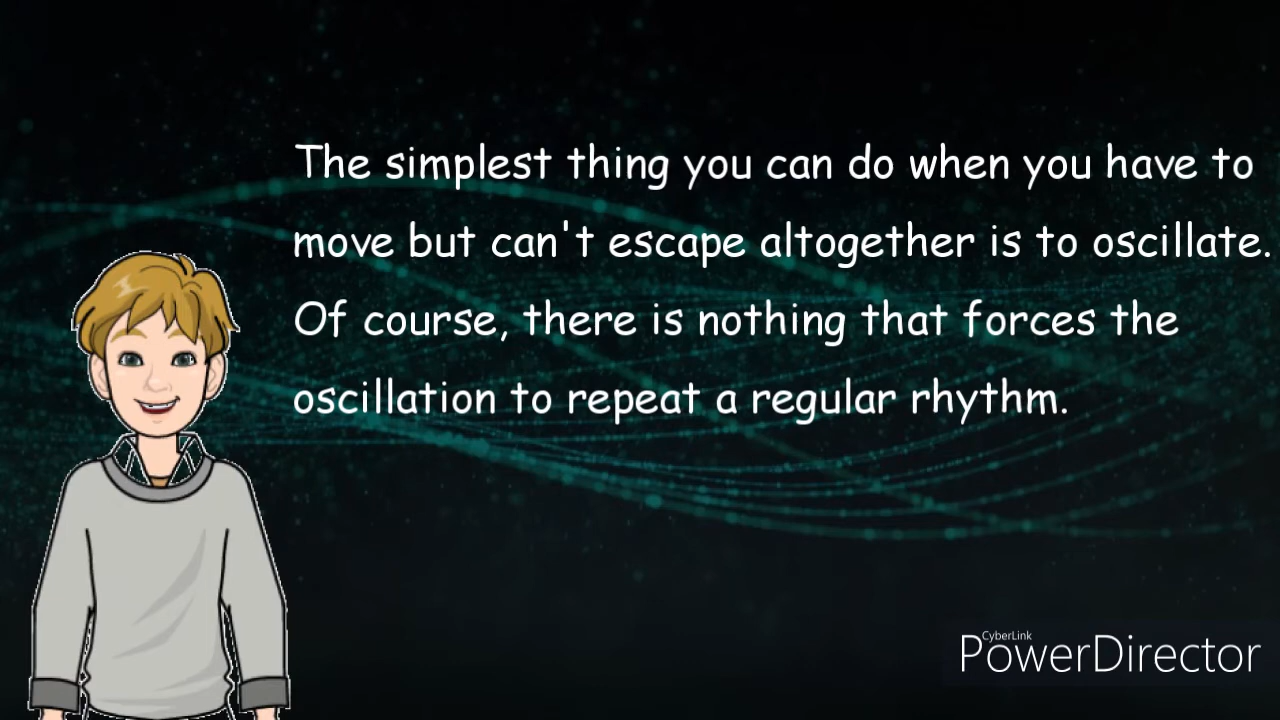 The simplest thing you can do when you have to
move but can't escape altogether is to oscillate.
Of course, there is nothing that forces the
oscillation to repeat a regular rhythm.
CyberLink
PowerDirector